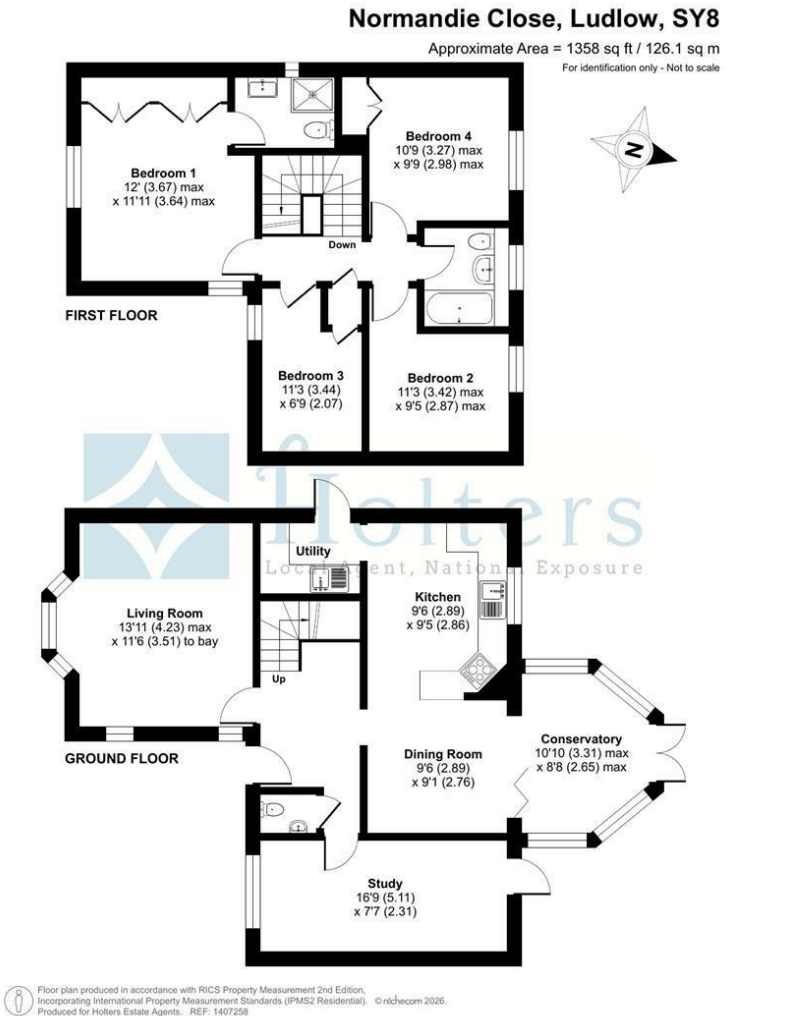 Normandie Close, Ludlow, SY8
Approximate Area = 1358 sq ft / 126.1 sq m
For identification only - Not to scale
N
Bedroom 1
12' (3.67) max
x 11'11 (3.64) max
Bedroom 4
10'9 (3.27) max
x 9'9 (2.98) max
Down
FIRST FLOOR
Bedroom 3
11'3 (3.44)
x 6'9 (2.07)
Bedroom 2
11'3 (3.42) max
x 9'5 (2.87) max
Holters
Local Agent, National Exposure
Utility
Living Room
13'11 (4.23) max
x 11'6 (3.51) to bay
Kitchen
9'6 (2.89)
x 9'5 (2.86)
Up
GROUND FLOOR
Dining Room
9'6 (2.89)
x 9'1 (2.76)
Conservatory
10'10 (3.31) max
x 8'8 (2.65) max
Study
16'9 (5.11)
x 7'7 (2.31)
Floor plan produced in accordance with RICS Property Measurement 2nd Edition,
Incorporating International Property Measurement Standards (IPMS2 Residential). © ntchecom 2026.
Produced for Holters Estate Agents. REF: 1407258